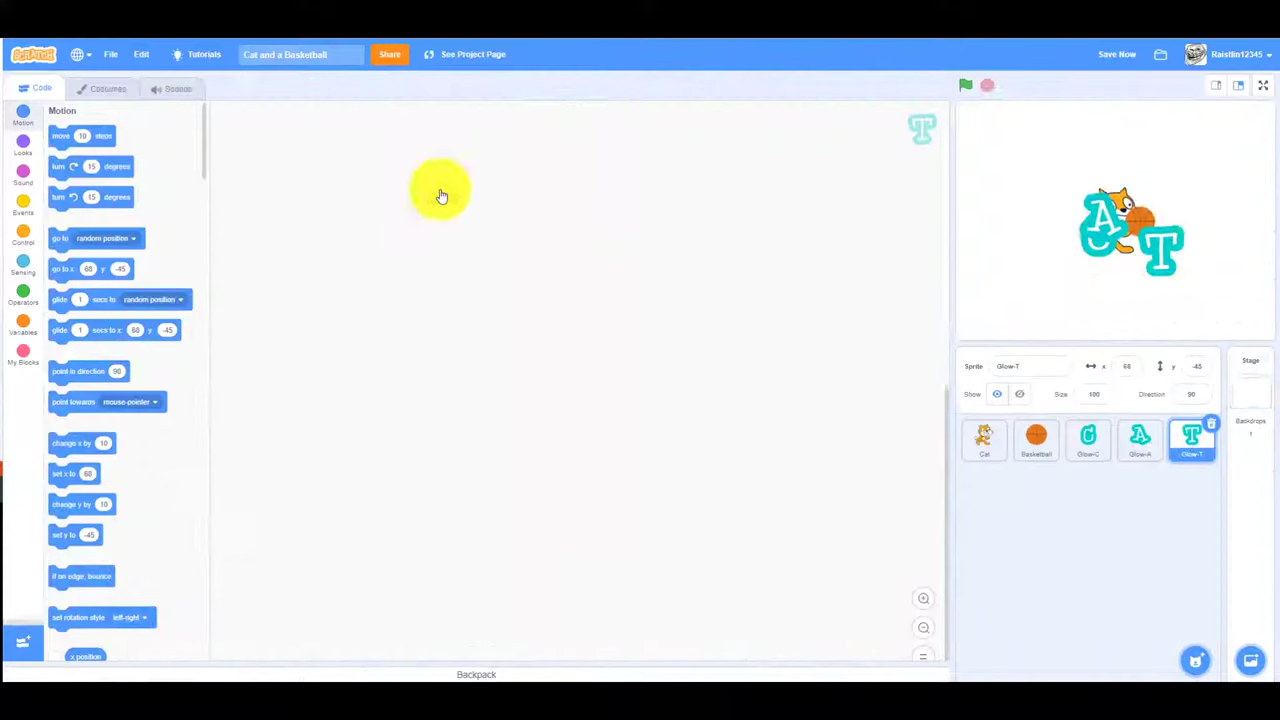 SCRATCH File Edit Tutorials Cat and a Basketball Share See Project Page Save Now Raistlin12345
Code Costumes Sounds
Motion
Looks
Sound
Events
Control
Sensing
Operators
Variables
My Blocks
Motion
move 10 steps
turn 15 degrees
turn 15 degrees
go to random position
go to x: 68 y: -45
glide 1 secs to random position
glide 1 secs to x: 68 y: -45
point in direction 90
point towards mouse-pointer
change x by 10
set x to 68
change y by 10
set y to -45
if on edge, bounce
set rotation style left-right
x position
T
A
T
Sprite Glow-T x 68 y -45
Show Size 100 Direction 90
Cat
Basketball
C
Glow-C
A
Glow-A
T
Glow-T
Stage
Backdrops
1
Backpack